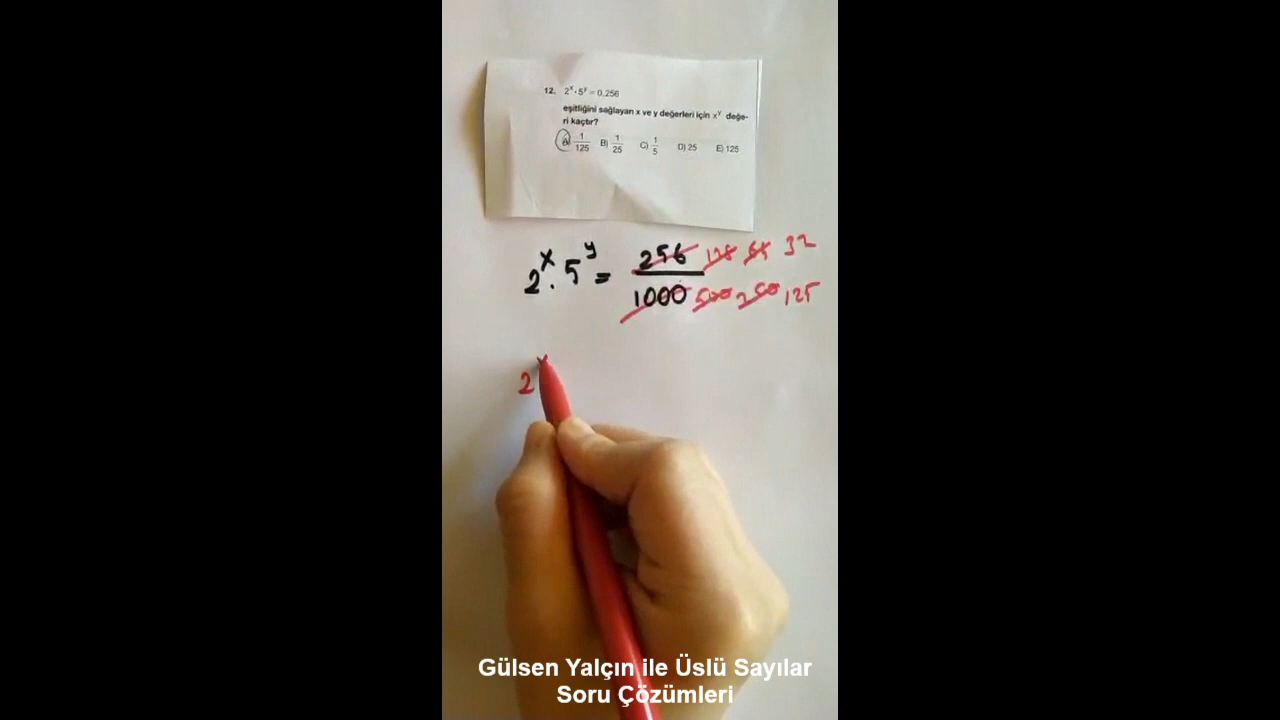 12. 2^x · 5^y = 0,256
eşitliğini sağlayan x ve y değerleri için x^y değe-
ri kaçtır?
A) 1/125 B) 1/25 C) 1/5 D) 25 E) 125
2^x . 5^y = 256/1000 128/500 64/250 32/125
2^x
Gülsen Yalçın ile Üslü Sayılar
Soru Çözümleri